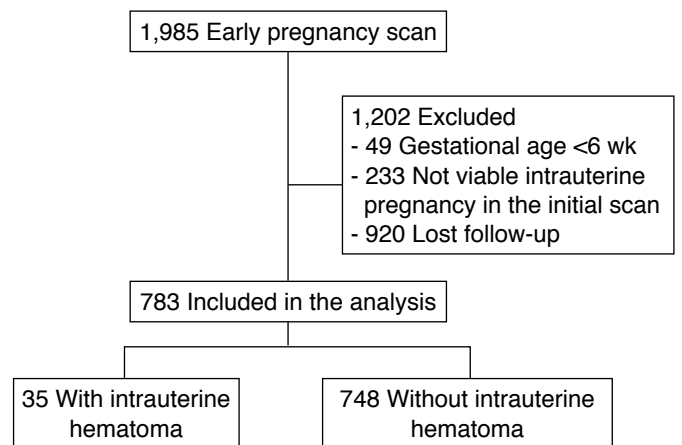 1,985 Early pregnancy scan
1,202 Excluded
- 49 Gestational age <6 wk
- 233 Not viable intrauterine
pregnancy in the initial scan
- 920 Lost follow-up
783 Included in the analysis
35 With intrauterine
hematoma
748 Without intrauterine
hematoma